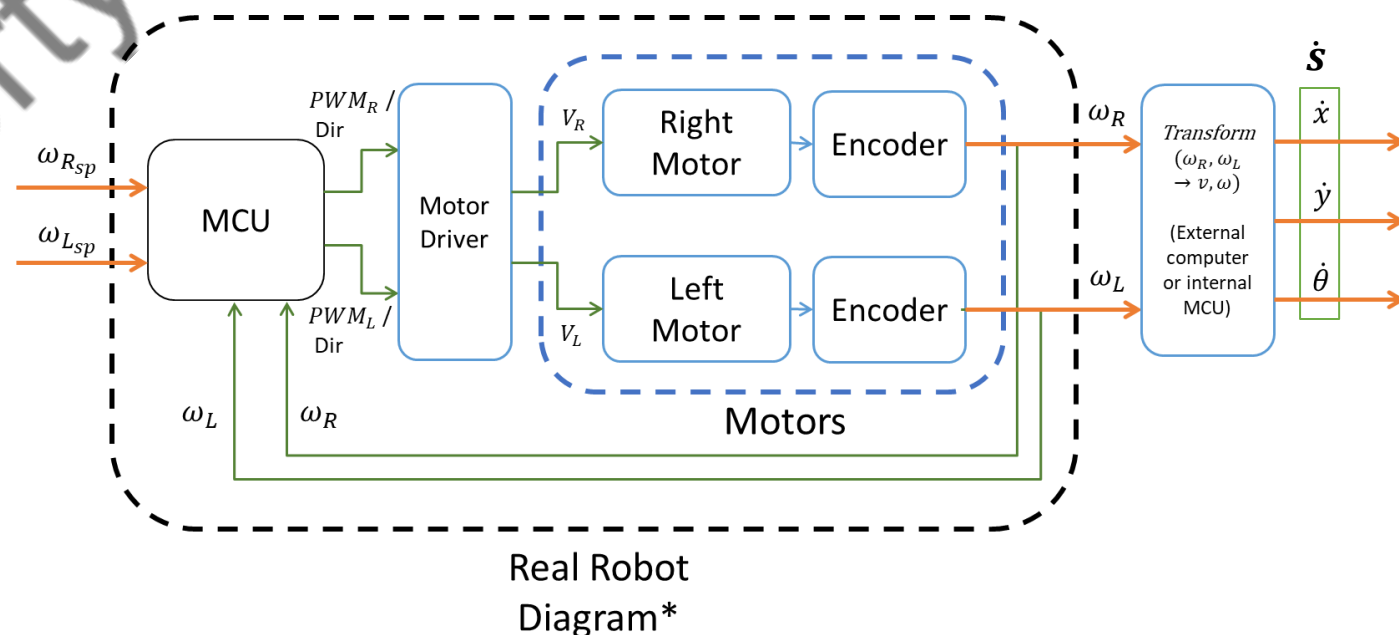 ω_{R_{sp}}
ω_{L_{sp}}
MCU
PWM_R /
Dir
PWM_L /
Dir
Motor
Driver
V_R
V_L
Right
Motor
Encoder
Left
Motor
Encoder
Motors
ω_L
ω_R
ω_R
ω_L
Transform
(ω_R, ω_L
→ v, ω)
(External
computer
or internal
MCU)
ṡ
ẋ
ẏ
θ̇
Real Robot
Diagram*